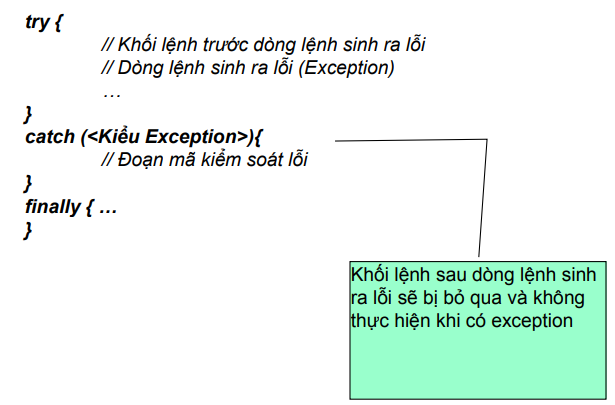 try {
// Khối lệnh trước dòng lệnh sinh ra lỗi
// Dòng lệnh sinh ra lỗi (Exception)
…
}
catch (<Kiểu Exception>){
// Đoạn mã kiểm soát lỗi
}
finally { …
}
Khối lệnh sau dòng lệnh sinh
ra lỗi sẽ bị bỏ qua và không
thực hiện khi có exception